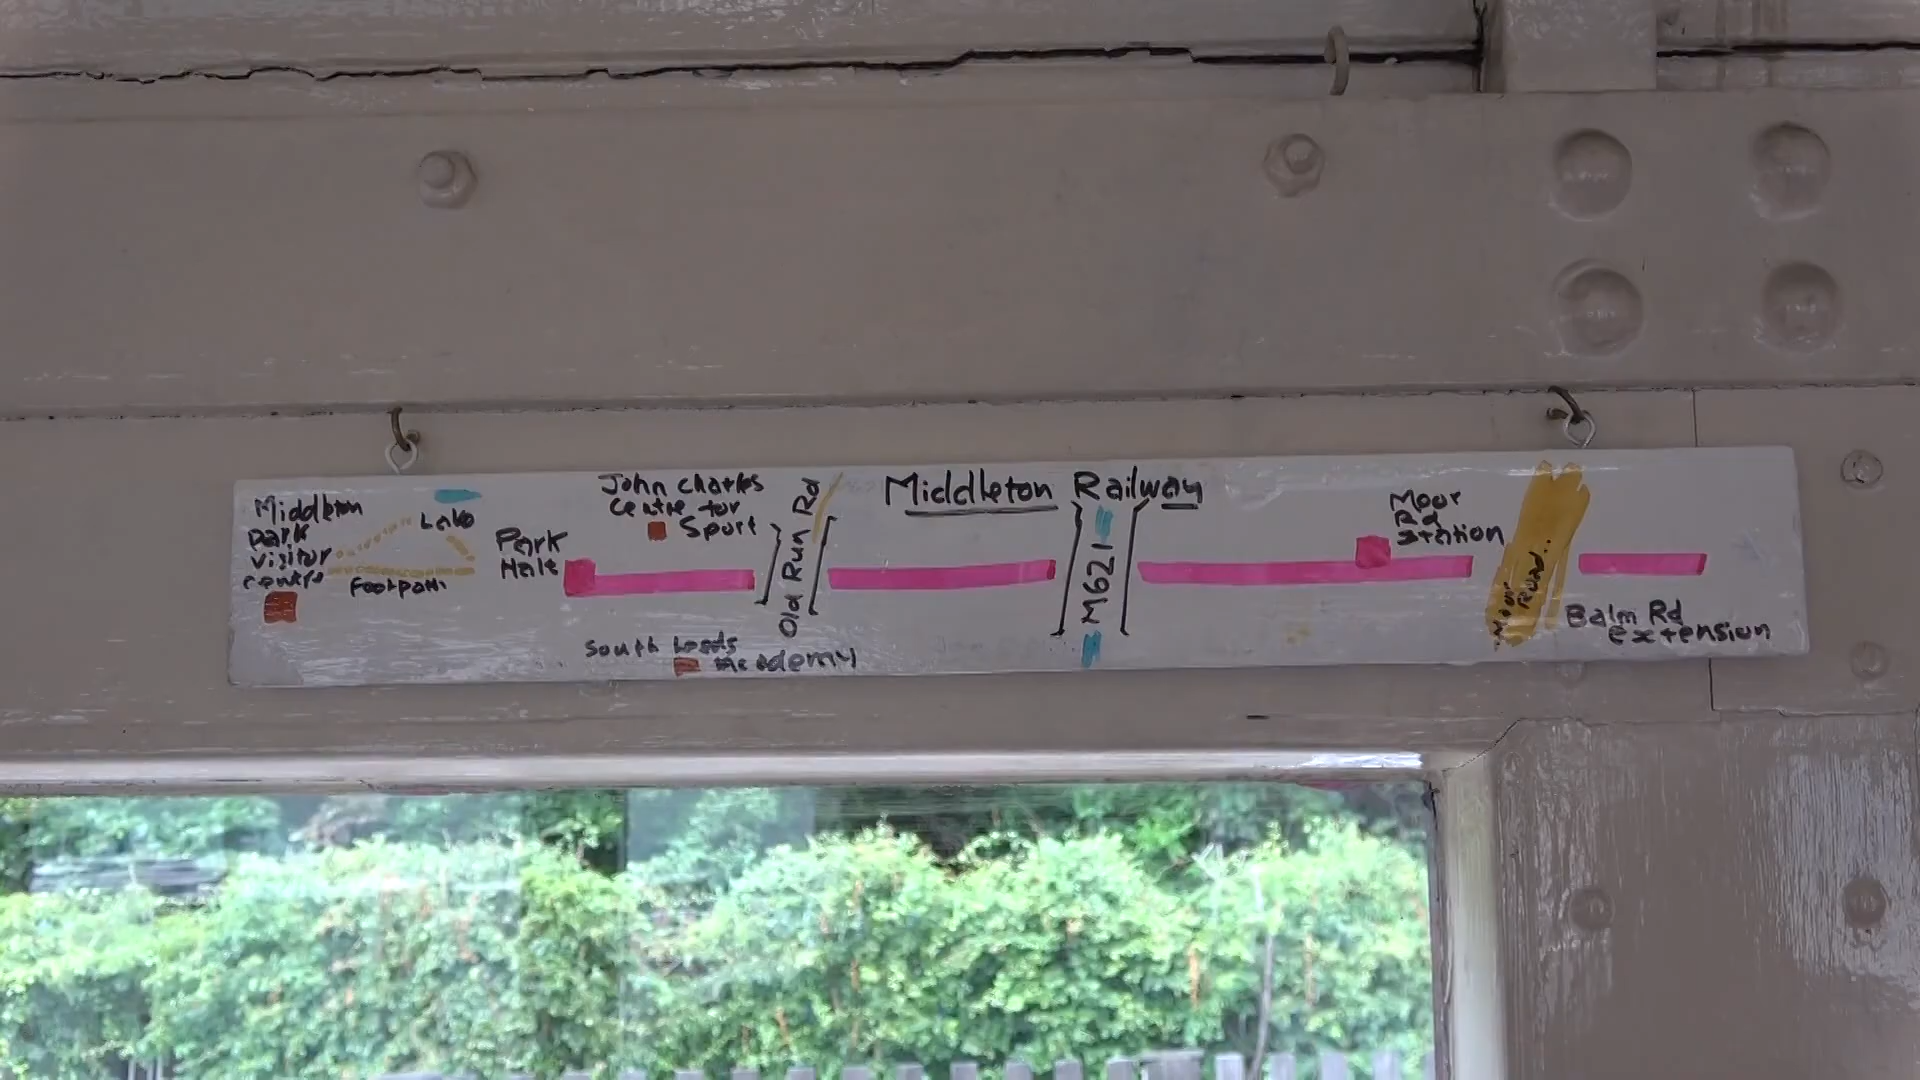 Middleton
Park
Visitor
centre
Lake
Footpath
Park
Halt
John Charles
Centre for
Sport
South Leeds
Academy
Old Run Rd
Middleton Railway
M621
Moor
Rd
Station
Moor
Road
Balm Rd
extension